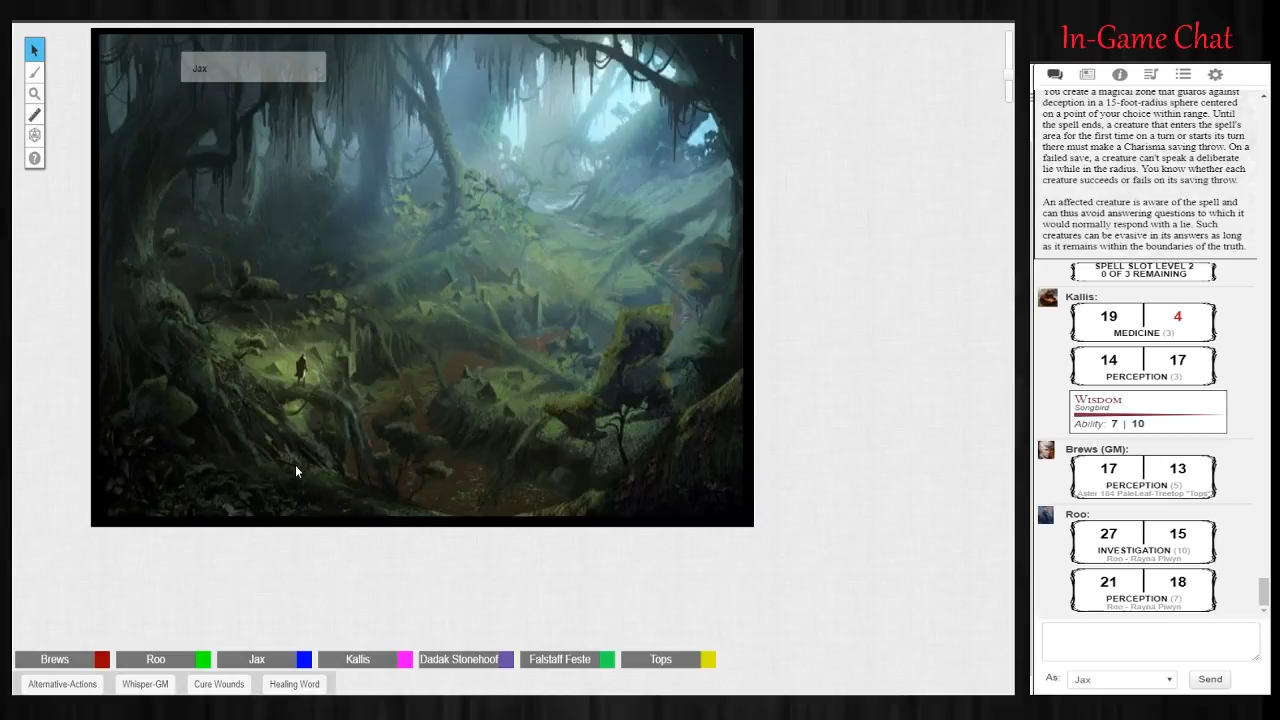 In-Game Chat
Jax
You create a magical zone that guards against
deception in a 15-foot-radius sphere centered
on a point of your choice within range. Until
the spell ends, a creature that enters the spell's
area for the first time on a turn or starts its turn
there must make a Charisma saving throw. On a
failed save, a creature can't speak a deliberate
lie while in the radius. You know whether each
creature succeeds or fails on its saving throw.
An affected creature is aware of the spell and
can thus avoid answering questions to which it
would normally respond with a lie. Such
creatures can be evasive in its answers as long
as it remains within the boundaries of the truth.
SPELL SLOT LEVEL 2
0 OF 3 REMAINING
Kallis:
19 4
MEDICINE (3)
14 17
PERCEPTION (3)
WISDOM
Songbird
Ability: 7 | 10
Brews (GM):
17 13
PERCEPTION (5)
Aster 184 PaleLeaf-Treetop "Tops"
Roo:
27 15
INVESTIGATION (10)
Roo - Rayna Plwyn
21 18
PERCEPTION (7)
Roo - Rayna Plwyn
As: Jax Send
Brews Roo Jax Kallis Dadak Stonehoof Falstaff Feste Tops
Alternative-Actions Whisper-GM Cure Wounds Healing Word